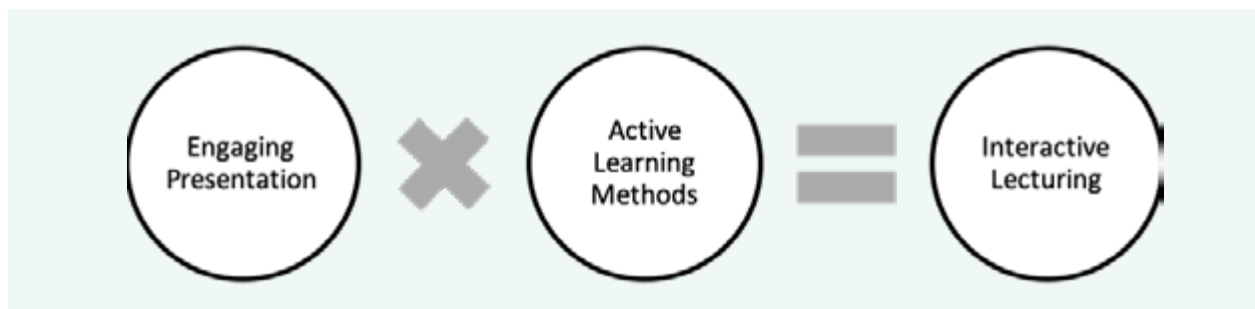 Engaging
Presentation
Active
Learning
Methods
Interactive
Lecturing